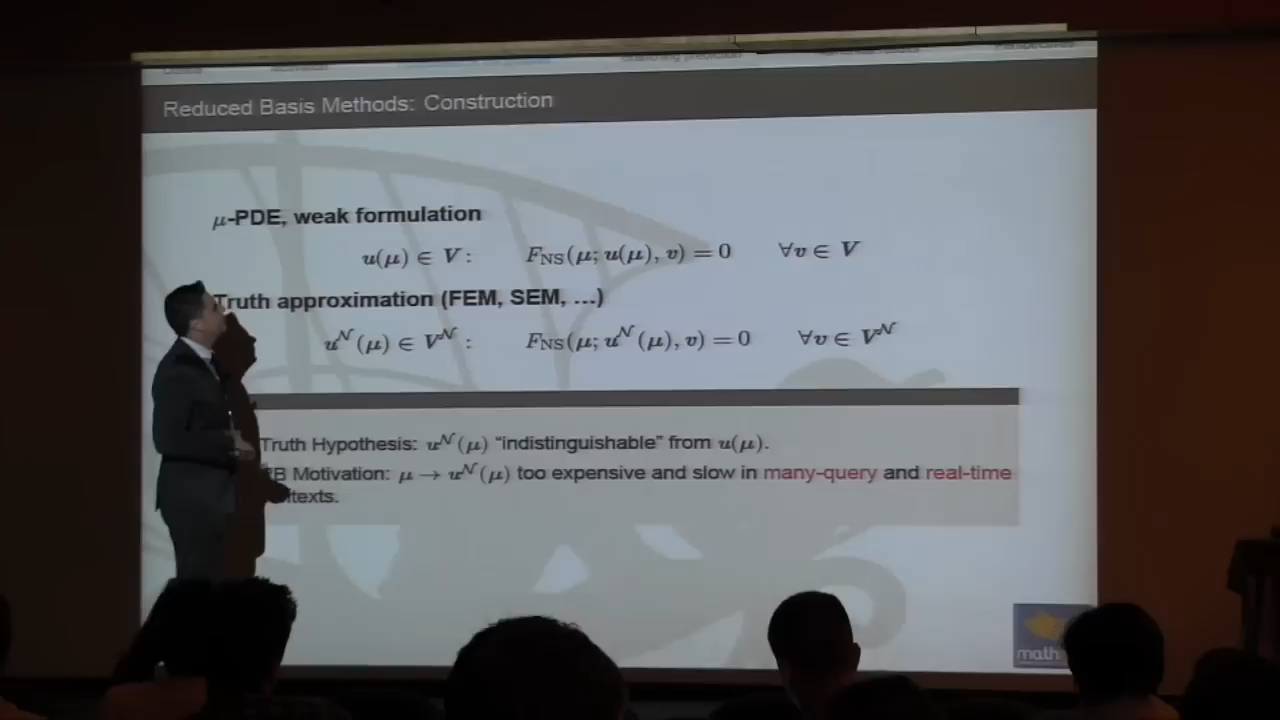 Reduced Basis Methods: Construction
μ-PDE, weak formulation
u(μ) ∈ V : F_NS(μ; u(μ), v) = 0 ∀v ∈ V
Truth approximation (FEM, SEM, …)
u^𝒩(μ) ∈ V^𝒩 : F_NS(μ; u^𝒩(μ), v) = 0 ∀v ∈ V^𝒩
Truth Hypothesis: u^𝒩(μ) “indistinguishable” from u(μ).
B Motivation: μ → u^𝒩(μ) too expensive and slow in many-query and real-time
texts.
math